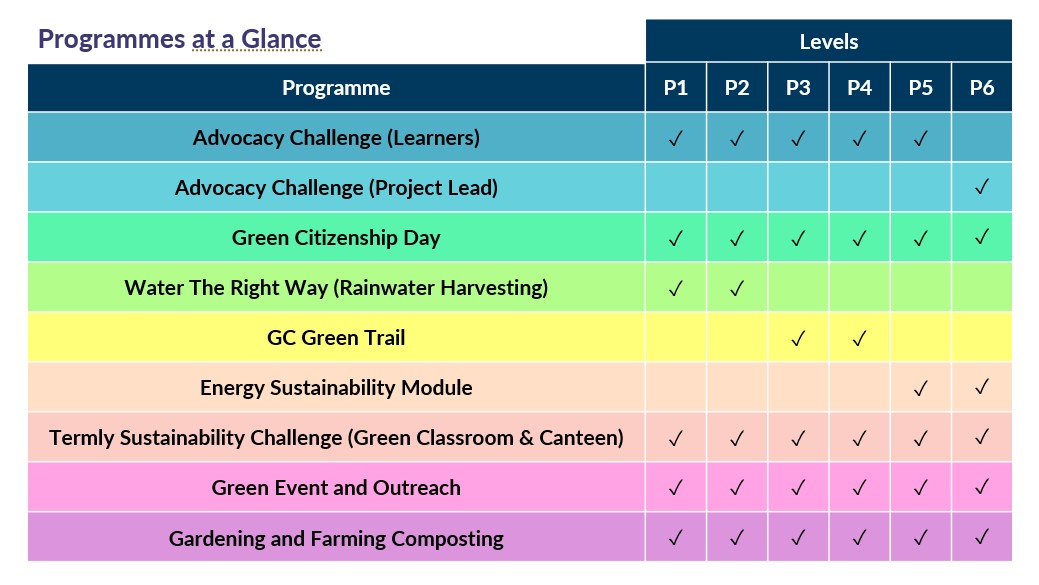 Programmes at a Glance
Levels
Programme P1 P2 P3 P4 P5 P6
Advocacy Challenge (Learners) ✓ ✓ ✓ ✓ ✓
Advocacy Challenge (Project Lead) ✓
Green Citizenship Day ✓ ✓ ✓ ✓ ✓ ✓
Water The Right Way (Rainwater Harvesting) ✓ ✓
GC Green Trail ✓ ✓
Energy Sustainability Module ✓ ✓
Termly Sustainability Challenge (Green Classroom & Canteen) ✓ ✓ ✓ ✓ ✓ ✓
Green Event and Outreach ✓ ✓ ✓ ✓ ✓ ✓
Gardening and Farming Composting ✓ ✓ ✓ ✓ ✓ ✓